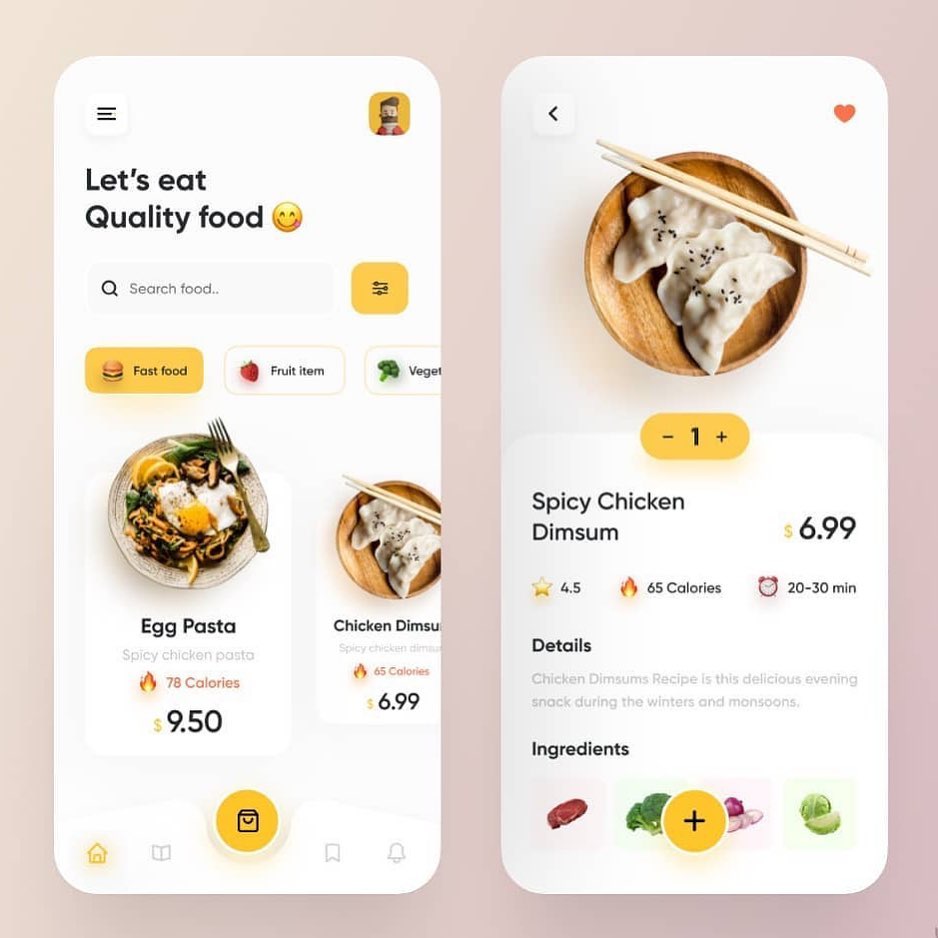 Let's eat
Quality food 😋
Search food..
Fast food
Fruit item
Veget
Egg Pasta
Spicy chicken pasta
78 Calories
$ 9.50
Chicken Dimsu
Spicy chicken dimsum
65 Calories
$ 6.99
− 1 +
Spicy Chicken
Dimsum
$ 6.99
4.5
65 Calories
20-30 min
Details
Chicken Dimsums Recipe is this delicious evening
snack during the winters and monsoons.
Ingredients
+